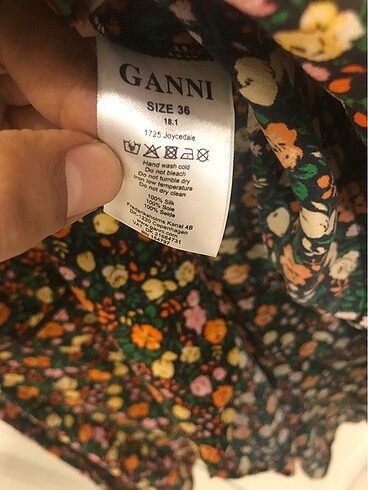 GANNI
SIZE 36
18.1
1725 Joycedale
Hand wash cold
Do not bleach
Do not tumble dry
Iron low temperature
Do not dry clean
100% Silk
100% Soie
100% Seide
Frederiksholms Kanal 4B